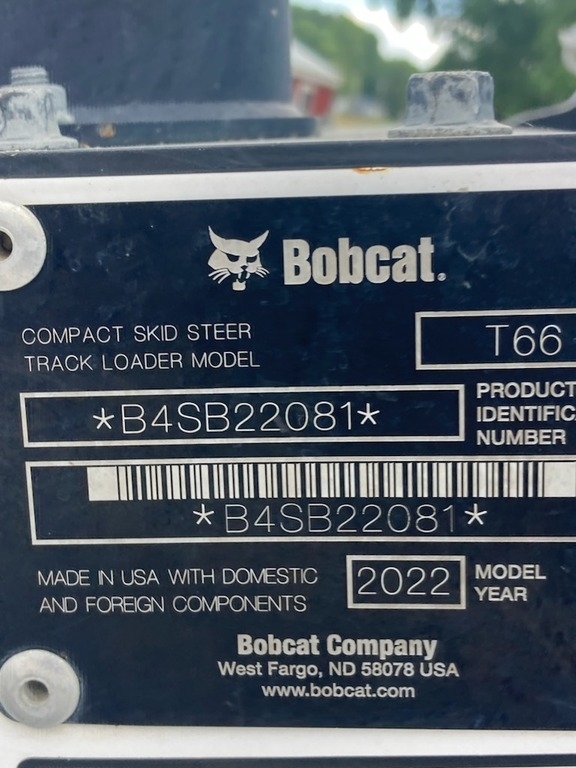 Bobcat.
COMPACT SKID STEER
TRACK LOADER MODEL
T66
*B4SB22081*
PRODUCT
NUMBER
*B4SB22081*
MADE IN USA WITH DOMESTIC
AND FOREIGN COMPONENTS
2022
MODEL
YEAR
Bobcat Company
West Fargo, ND 58078 USA
www.bobcat.com